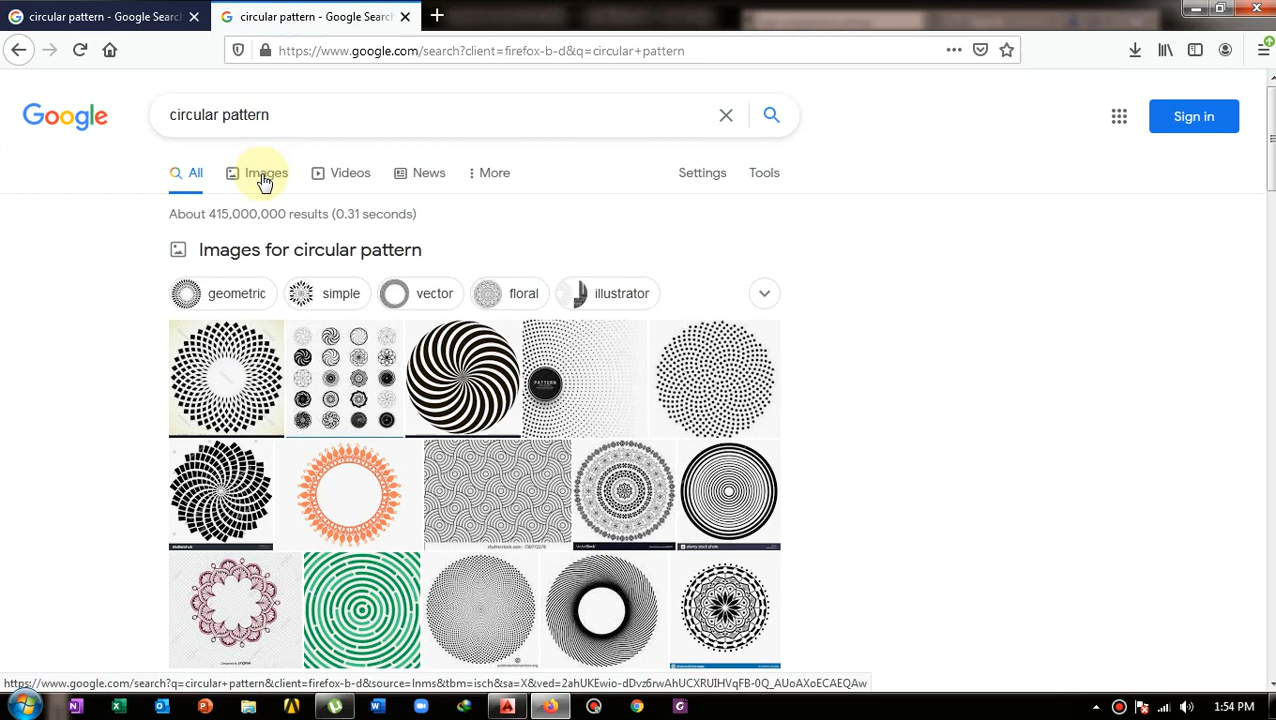 circular pattern - Google Search
circular pattern - Google Search
https://www.google.com/search?client=firefox-b-d&q=circular+pattern
Google
circular pattern
Sign in
All
Images
Videos
News
More
Settings
Tools
About 415,000,000 results (0.31 seconds)
Images for circular pattern
geometric
simple
vector
floral
illustrator
PATTERN
https://www.google.com/search?q=circular+pattern&client=firefox-b-d&source=lnms&tbm=isch&sa=X&ved=2ahUKEwio-dDvz6rwAhUCXRUIHVqFB-0Q_AUoAXoECAEQAw
1:54 PM